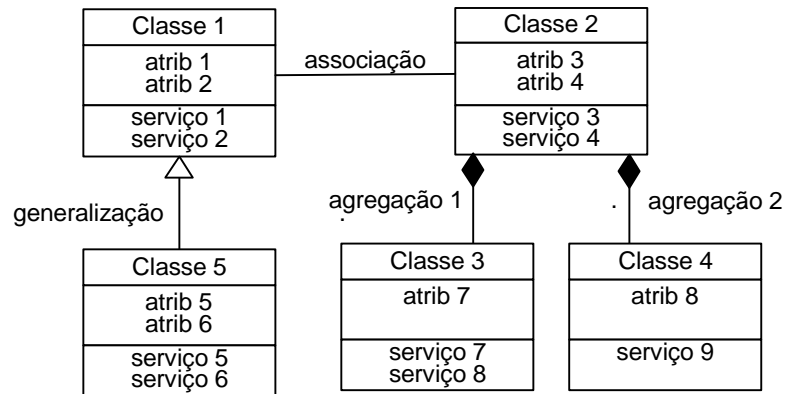 Classe 1
atrib 1
atrib 2
serviço 1
serviço 2
associação
Classe 2
atrib 3
atrib 4
serviço 3
serviço 4
generalização
agregação 1
.
. agregação 2
Classe 5
atrib 5
atrib 6
serviço 5
serviço 6
Classe 3
atrib 7
serviço 7
serviço 8
Classe 4
atrib 8
serviço 9